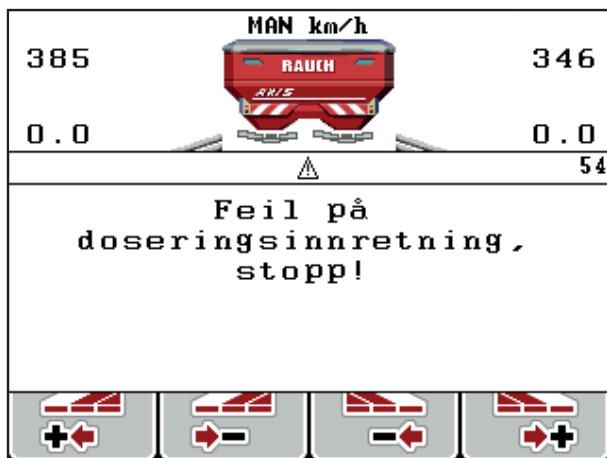 MAN km/h
385
346
RAUCH
AXIS
0.0
0.0
54
Feil på
doseringsinnretning,
stopp!